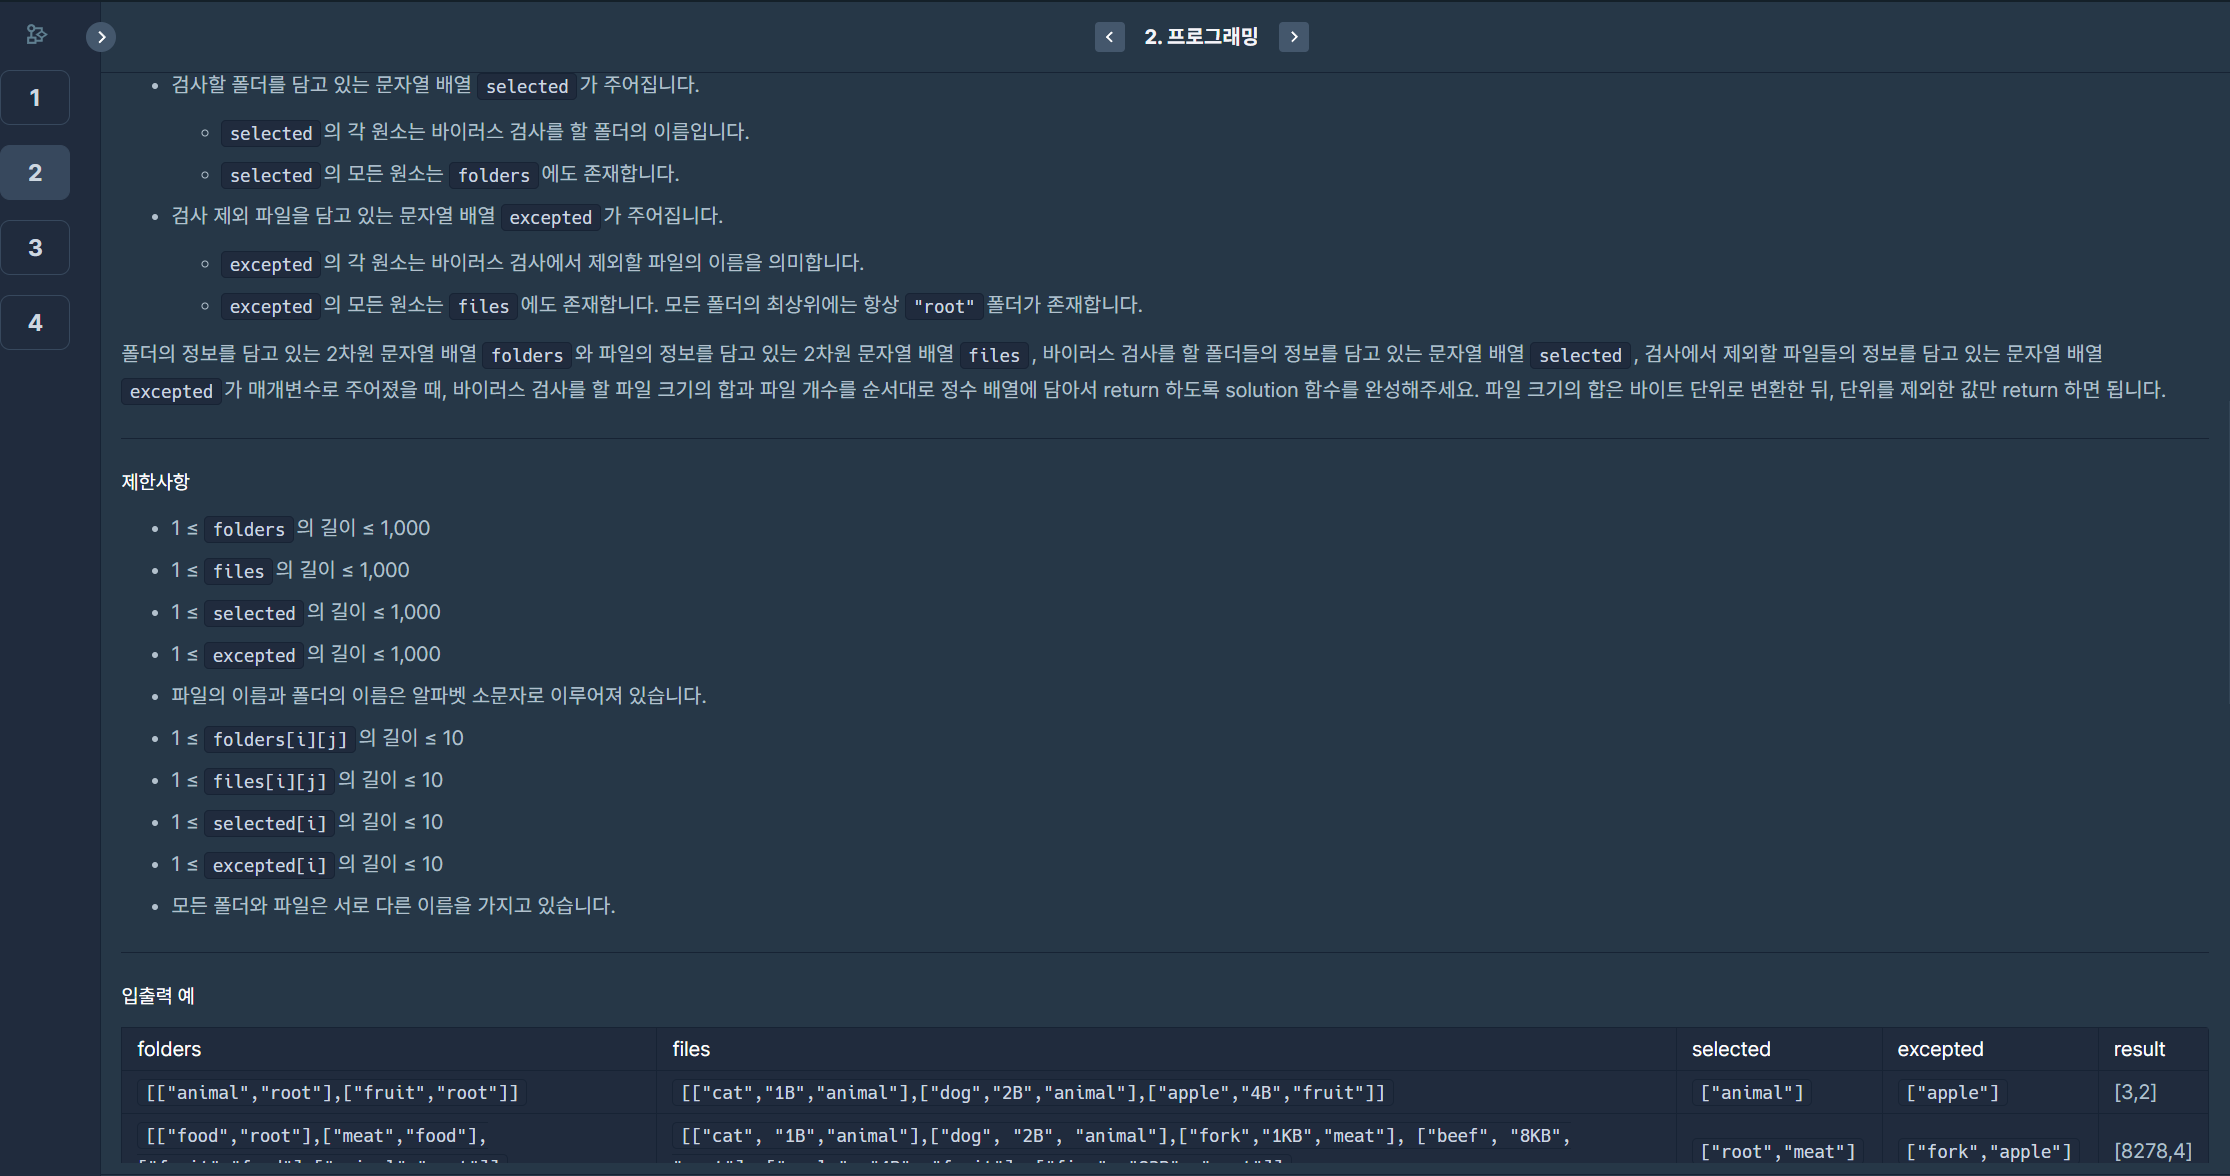 2. 프로그래밍
1
2
3
4
검사할 폴더를 담고 있는 문자열 배열 selected 가 주어집니다.
selected 의 각 원소는 바이러스 검사를 할 폴더의 이름입니다.
selected 의 모든 원소는 folders 에도 존재합니다.
검사 제외 파일을 담고 있는 문자열 배열 excepted 가 주어집니다.
excepted 의 각 원소는 바이러스 검사에서 제외할 파일의 이름을 의미합니다.
excepted 의 모든 원소는 files 에도 존재합니다. 모든 폴더의 최상위에는 항상 "root" 폴더가 존재합니다.
폴더의 정보를 담고 있는 2차원 문자열 배열 folders 와 파일의 정보를 담고 있는 2차원 문자열 배열 files , 바이러스 검사를 할 폴더들의 정보를 담고 있는 문자열 배열 selected , 검사에서 제외할 파일들의 정보를 담고 있는 문자열 배열
excepted 가 매개변수로 주어졌을 때, 바이러스 검사를 할 파일 크기의 합과 파일 개수를 순서대로 정수 배열에 담아서 return 하도록 solution 함수를 완성해주세요. 파일 크기의 합은 바이트 단위로 변환한 뒤, 단위를 제외한 값만 return 하면 됩니다.
제한사항
1 ≤ folders 의 길이 ≤ 1,000
1 ≤ files 의 길이 ≤ 1,000
1 ≤ selected 의 길이 ≤ 1,000
1 ≤ excepted 의 길이 ≤ 1,000
파일의 이름과 폴더의 이름은 알파벳 소문자로 이루어져 있습니다.
1 ≤ folders[i][j] 의 길이 ≤ 10
1 ≤ files[i][j] 의 길이 ≤ 10
1 ≤ selected[i] 의 길이 ≤ 10
1 ≤ excepted[i] 의 길이 ≤ 10
모든 폴더와 파일은 서로 다른 이름을 가지고 있습니다.
입출력 예
folders files selected excepted result
[["animal","root"],["fruit","root"]] [["cat","1B","animal"],["dog","2B","animal"],["apple","4B","fruit"]] ["animal"] ["apple"] [3,2]
[["food","root"],["meat","food"], [["cat", "1B","animal"],["dog", "2B", "animal"],["fork","1KB","meat"], ["beef", "8KB",
["root","meat"] ["fork","apple"] [8278,4]